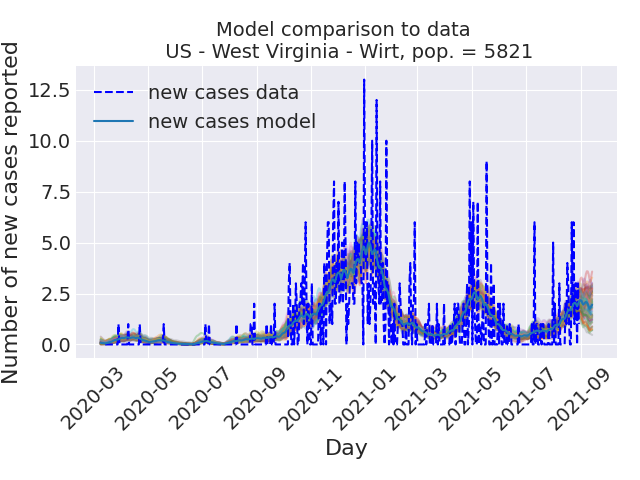 Model comparison to data
US - West Virginia - Wirt, pop. = 5821
Number of new cases reported
12.5
10.0
7.5
5.0
2.5
0.0
new cases data
new cases model
2020-03
2020-05
2020-07
2020-09
2020-11
2021-01
2021-03
2021-05
2021-07
2021-09
Day